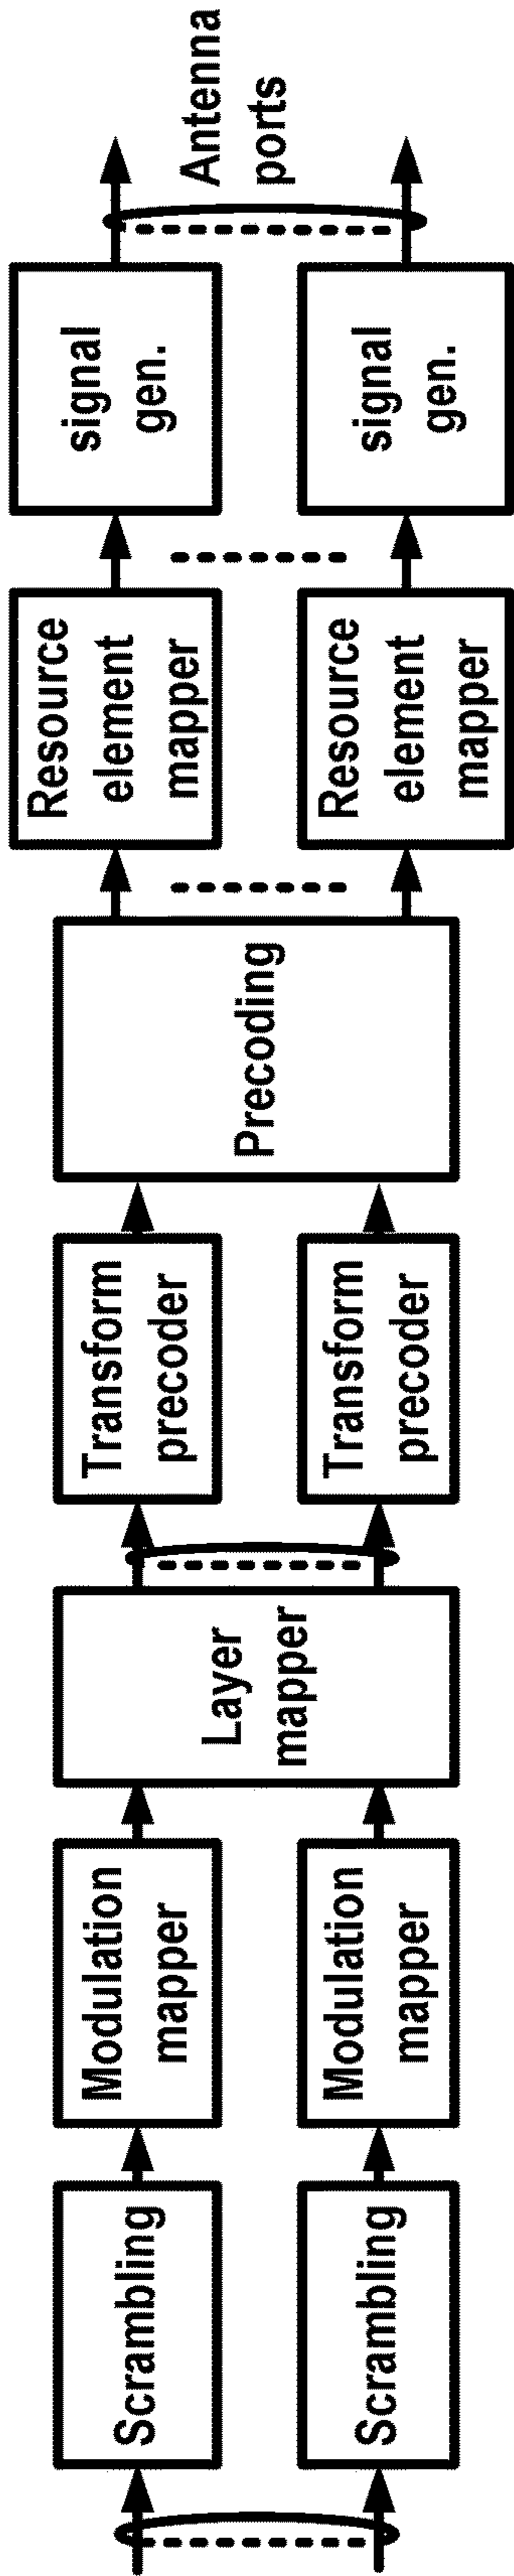 Scrambling
Scrambling
Modulation
mapper
Modulation
mapper
Layer
mapper
Transform
precoder
Transform
precoder
Precoding
Resource
element
mapper
Resource
element
mapper
signal
gen.
signal
gen.
Antenna
ports